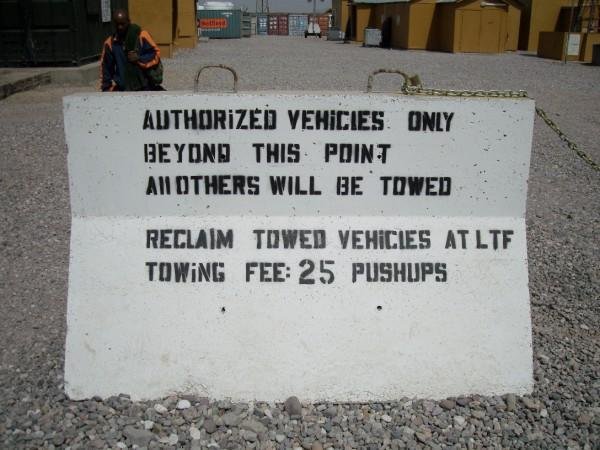 AUTHORIZED VEHICLES ONLY
BEYOND THIS POINT
All OTHERS WILL BE TOWED
RECLAIM TOWED VEHICLES AT LTF
TOWING FEE: 25 PUSHUPS